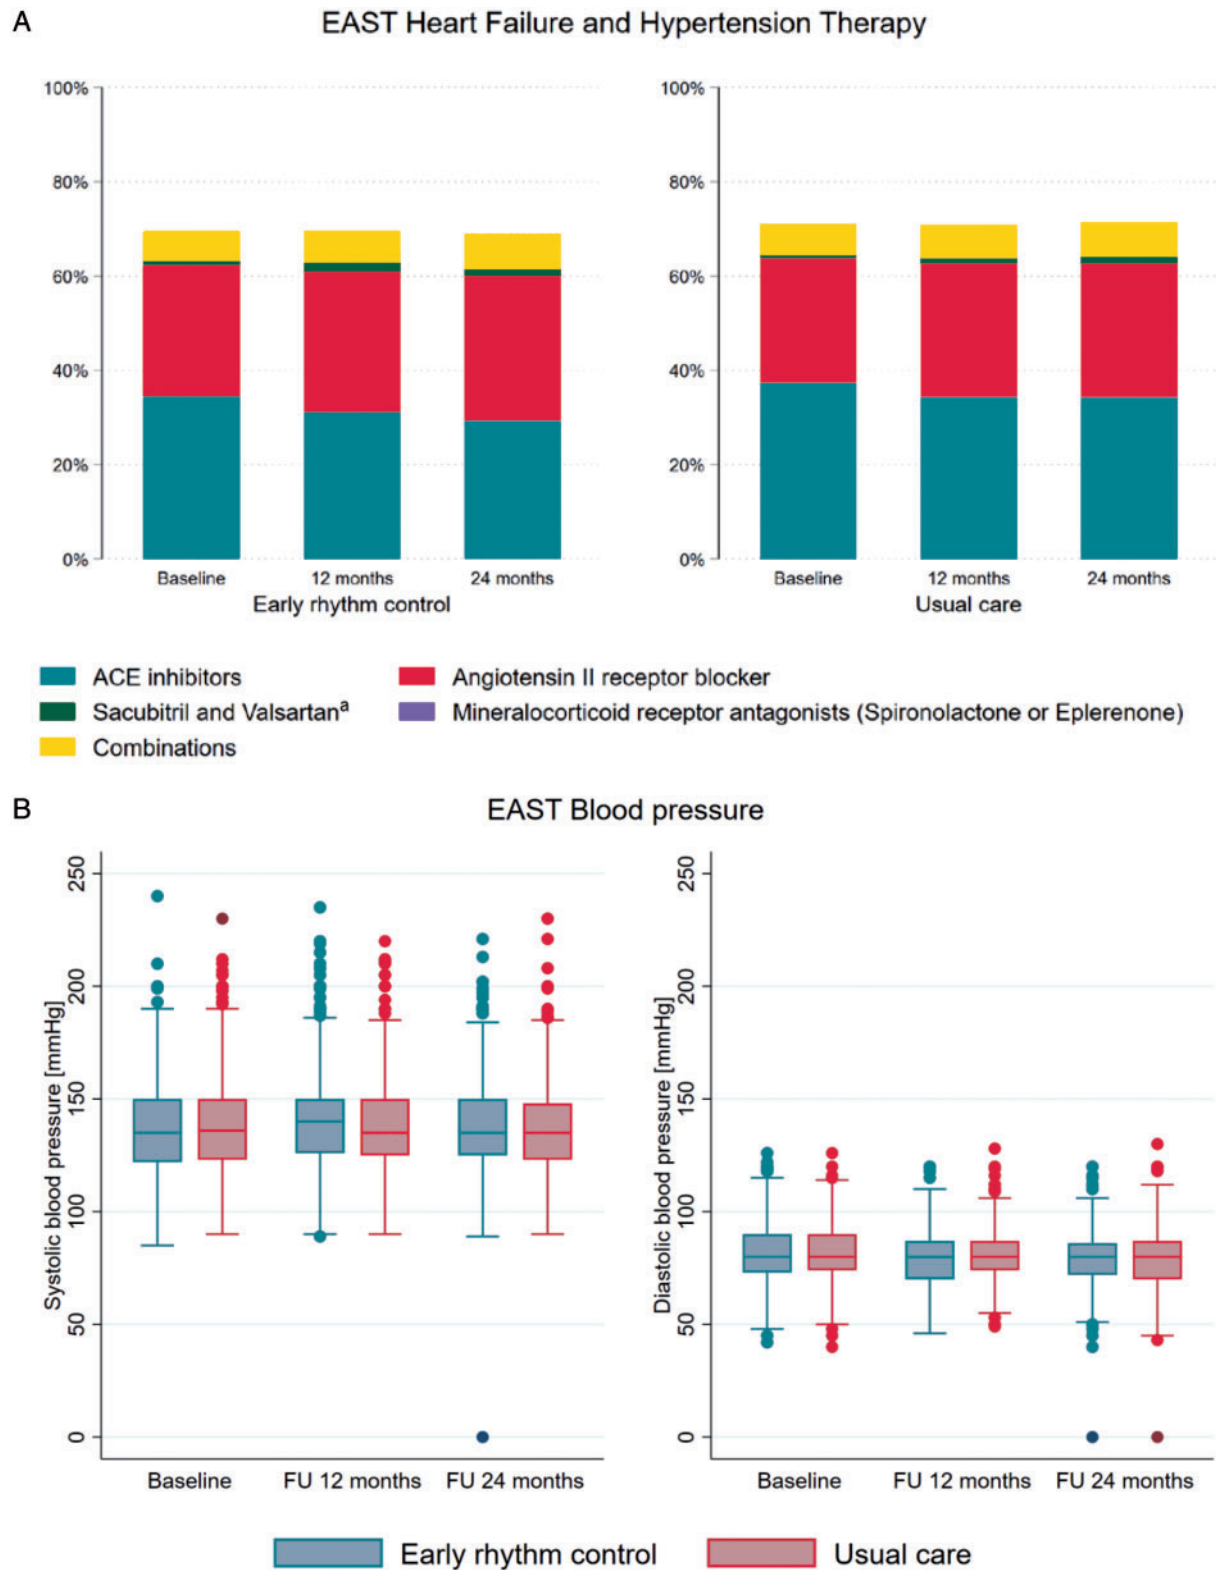 A
EAST Heart Failure and Hypertension Therapy
100%
80%
60%
40%
20%
0%
Baseline
12 months
24 months
Early rhythm control
100%
80%
60%
40%
20%
0%
Baseline
12 months
24 months
Usual care
ACE inhibitors
Angiotensin II receptor blocker
Sacubitril and Valsartanª
Mineralocorticoid receptor antagonists (Spironolactone or Eplerenone)
Combinations
B
EAST Blood pressure
Systolic blood pressure [mmHg]
250
200
150
100
50
0
Baseline
FU 12 months
FU 24 months
Diastolic blood pressure [mmHg]
250
200
150
100
50
0
Baseline
FU 12 months
FU 24 months
Early rhythm control
Usual care